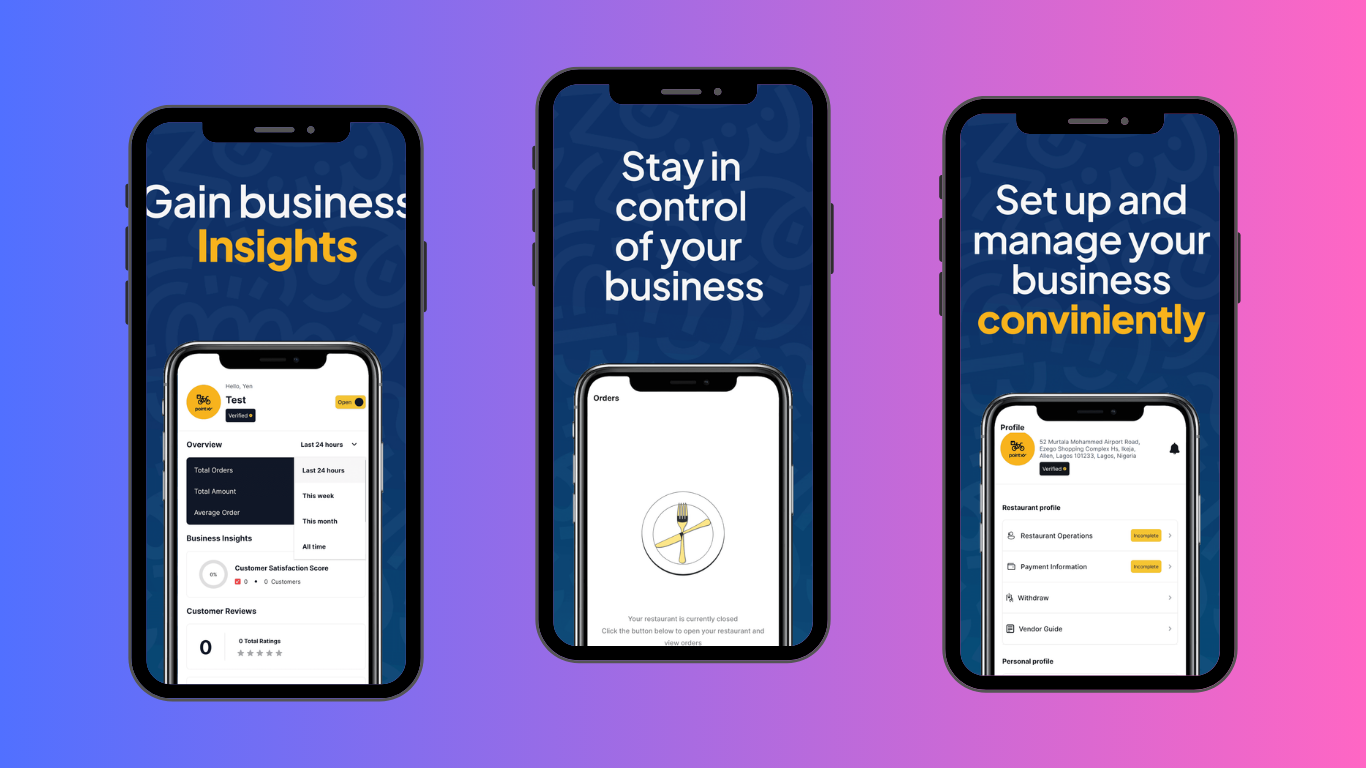 Gain business
Insights
Hello, Yen
Test
Verified
Open
pointer
Overview
Last 24 hours
Total Orders
Total Amount
Average Order
Last 24 hours
This week
This month
All time
Business Insights
0%
Customer Satisfaction Score
0 • 0 Customers
Customer Reviews
0
0 Total Ratings
Stay in
control
of your
business
Orders
Your restaurant is currently closed
Click the button below to open your restaurant and
view orders
Set up and
manage your
business
conviniently
Profile
52 Murtala Mohammed Airport Road,
Ezego Shopping Complex Hs, Ikeja,
Allen, Lagos 101233, Lagos, Nigeria
Verified
Restaurant profile
Restaurant Operations
Incomplete
Payment Information
Incomplete
Withdraw
Vendor Guide
Personal profile